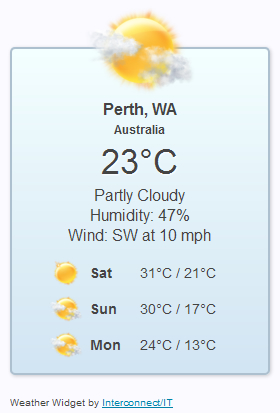 Perth, WA
Australia
23°C
Partly Cloudy
Humidity: 47%
Wind: SW at 10 mph
Sat 31°C / 21°C
Sun 30°C / 17°C
Mon 24°C / 13°C
Weather Widget by Interconnect/IT